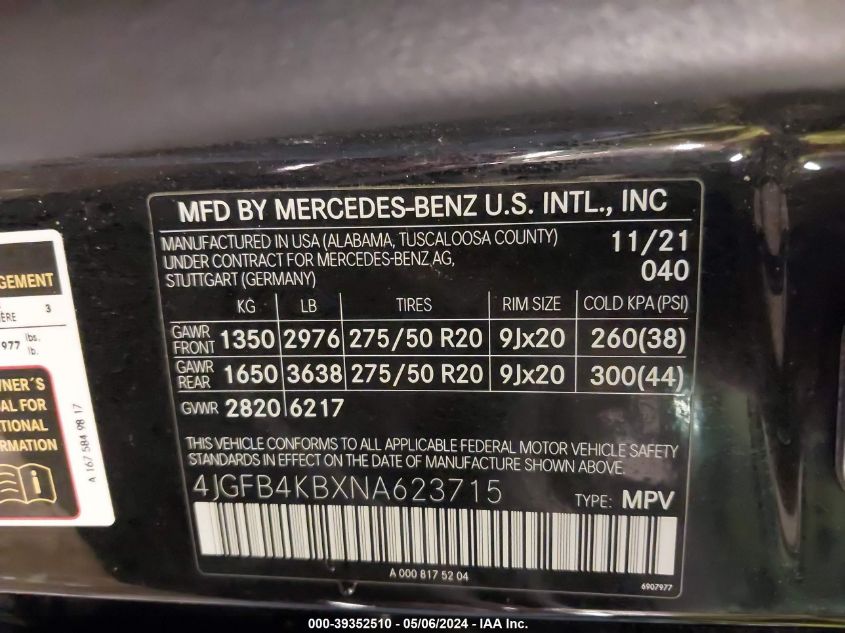 MFD BY MERCEDES-BENZ U.S. INTL., INC
MANUFACTURED IN USA (ALABAMA, TUSCALOOSA COUNTY) 11/21
UNDER CONTRACT FOR MERCEDES-BENZ AG, 040
STUTTGART (GERMANY)
KG LB TIRES RIM SIZE COLD KPA (PSI)
GAWR FRONT 1350 2976 275/50 R20 9Jx20 260(38)
GAWR REAR 1650 3638 275/50 R20 9Jx20 300(44)
GVWR 2820 6217
THIS VEHICLE CONFORMS TO ALL APPLICABLE FEDERAL MOTOR VEHICLE SAFETY
STANDARDS IN EFFECT ON THE DATE OF MANUFACTURE SHOWN ABOVE.
4JGFB4KBXNA623715 TYPE: MPV
A 000 817 52 04
6907977
GEMENT
ÈRE 3
977 lbs.
lb.
WNER'S
AL FOR
TIONAL
ORMATION
A 167 584 98 17
000-39352510 - 05/06/2024 - IAA Inc.